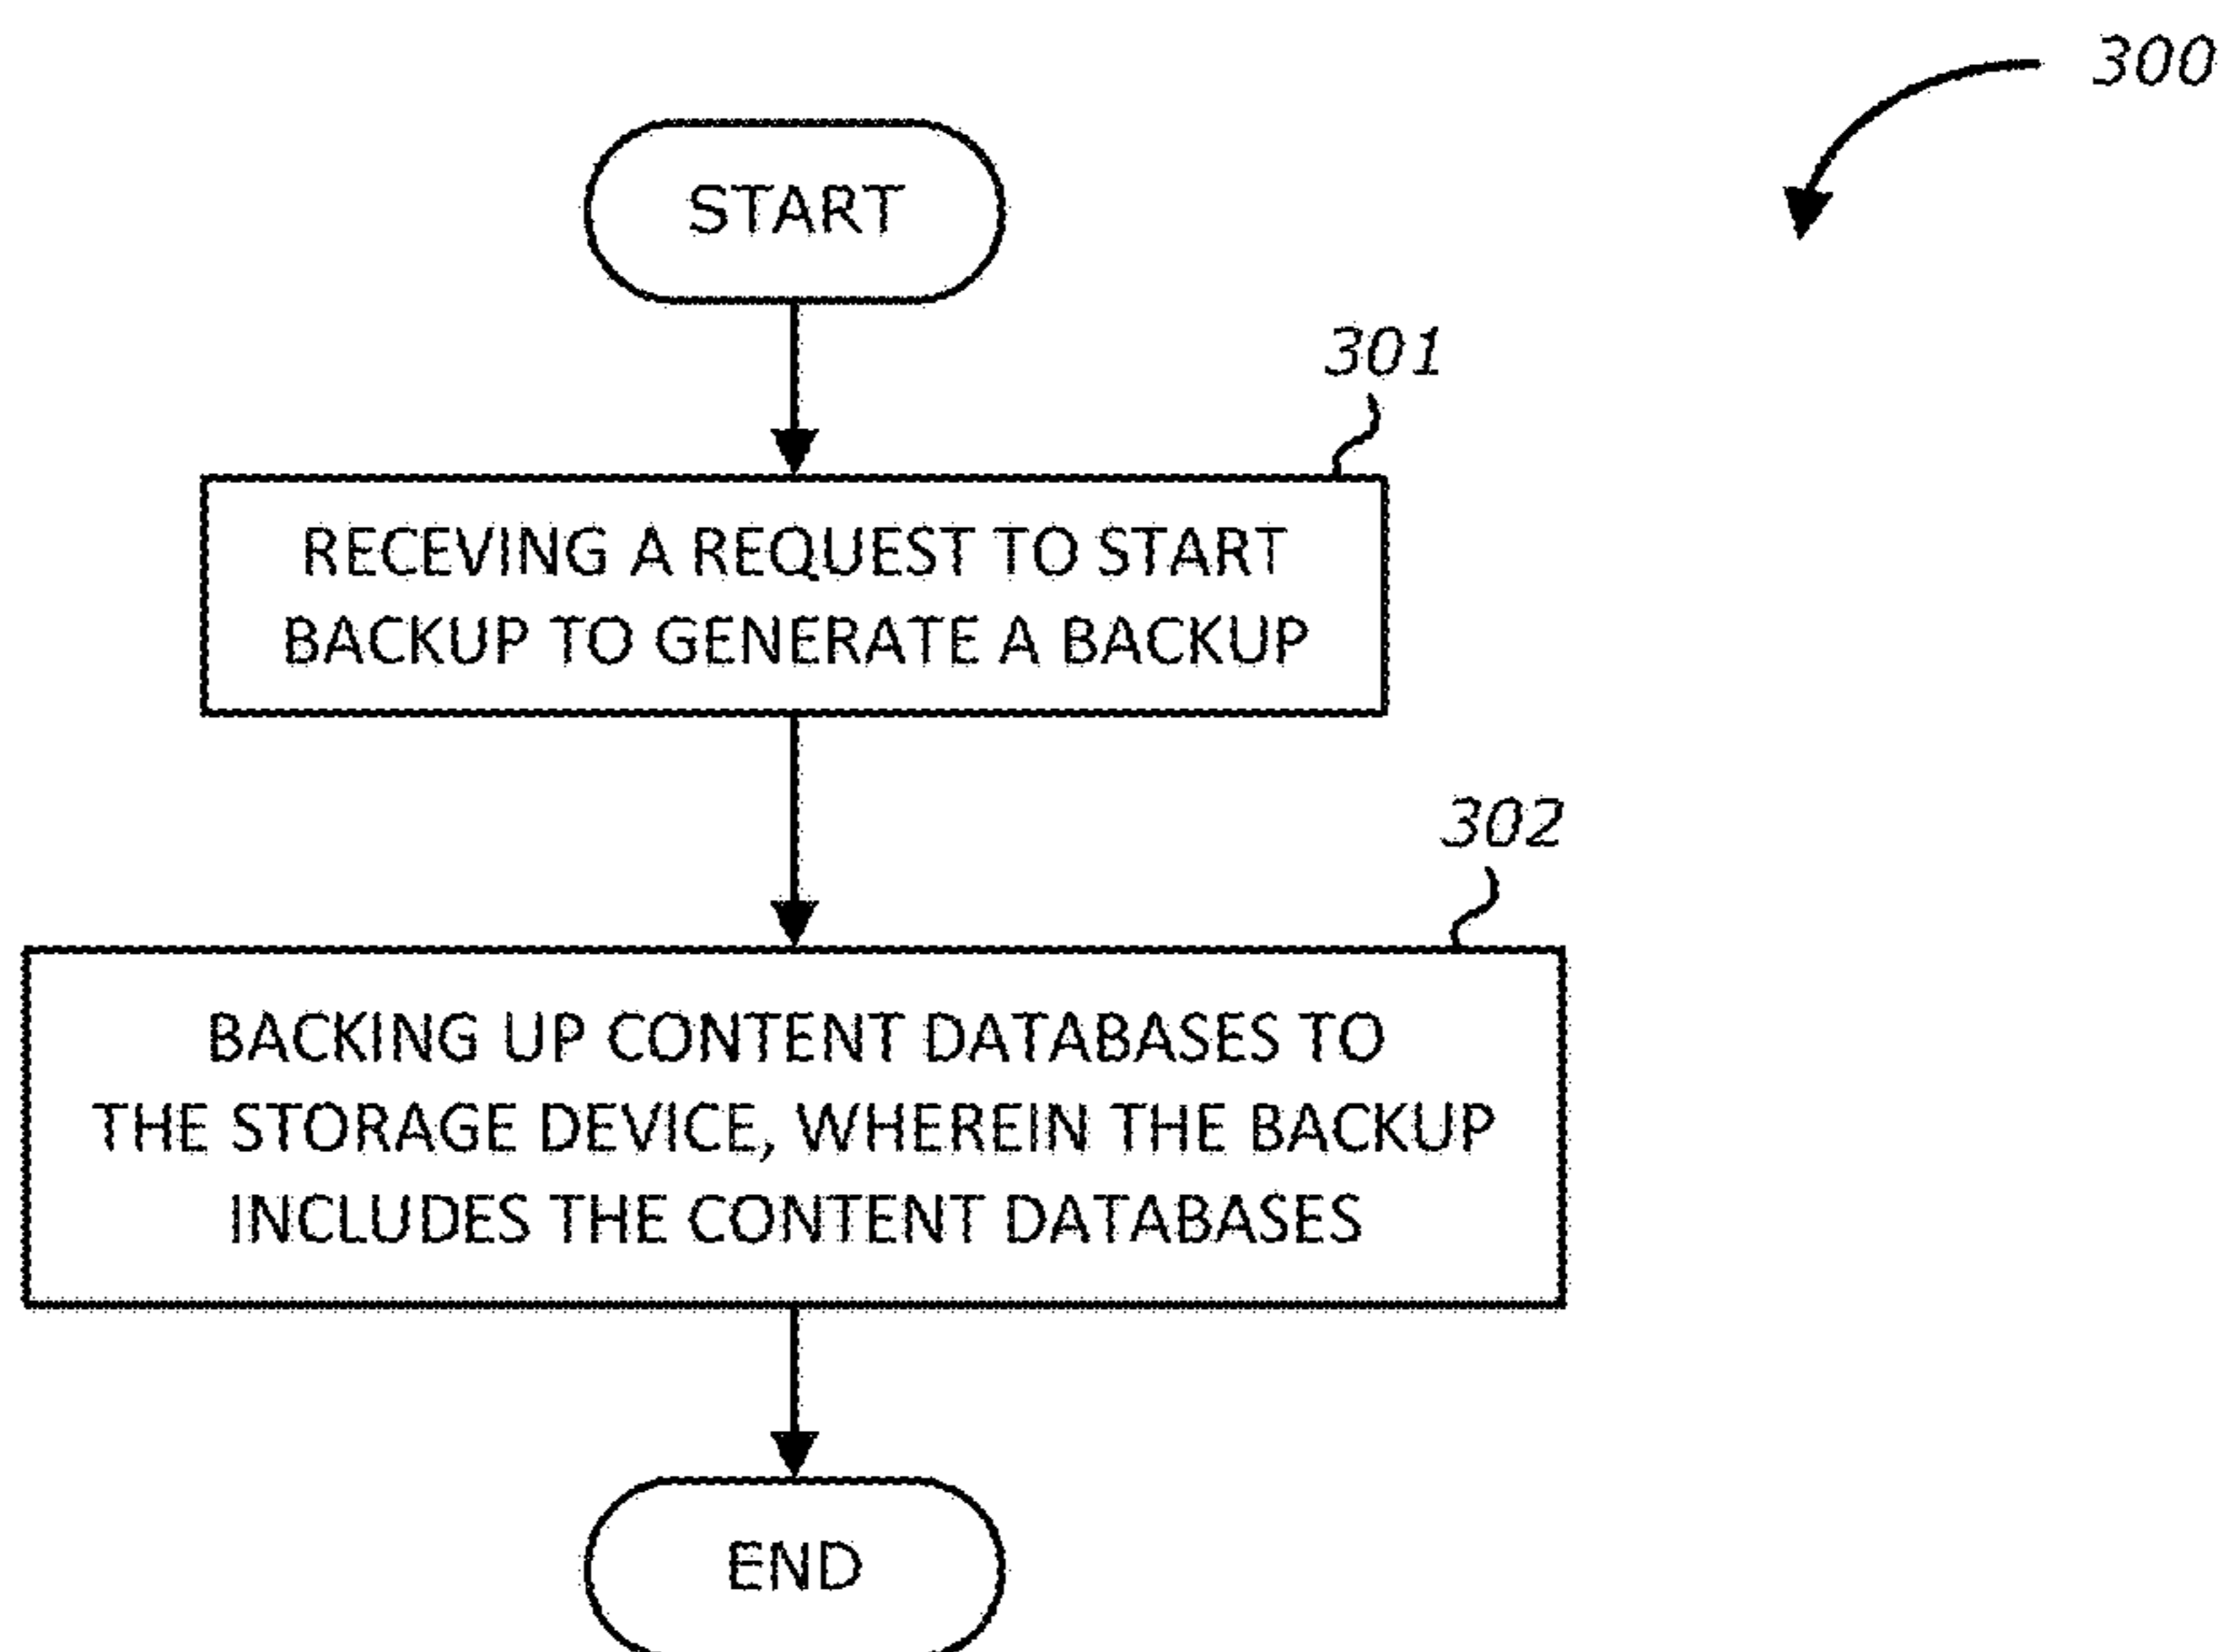 300
START
301
RECEVING A REQUEST TO START
BACKUP TO GENERATE A BACKUP
302
BACKING UP CONTENT DATABASES TO
THE STORAGE DEVICE, WHEREIN THE BACKUP
INCLUDES THE CONTENT DATABASES
END